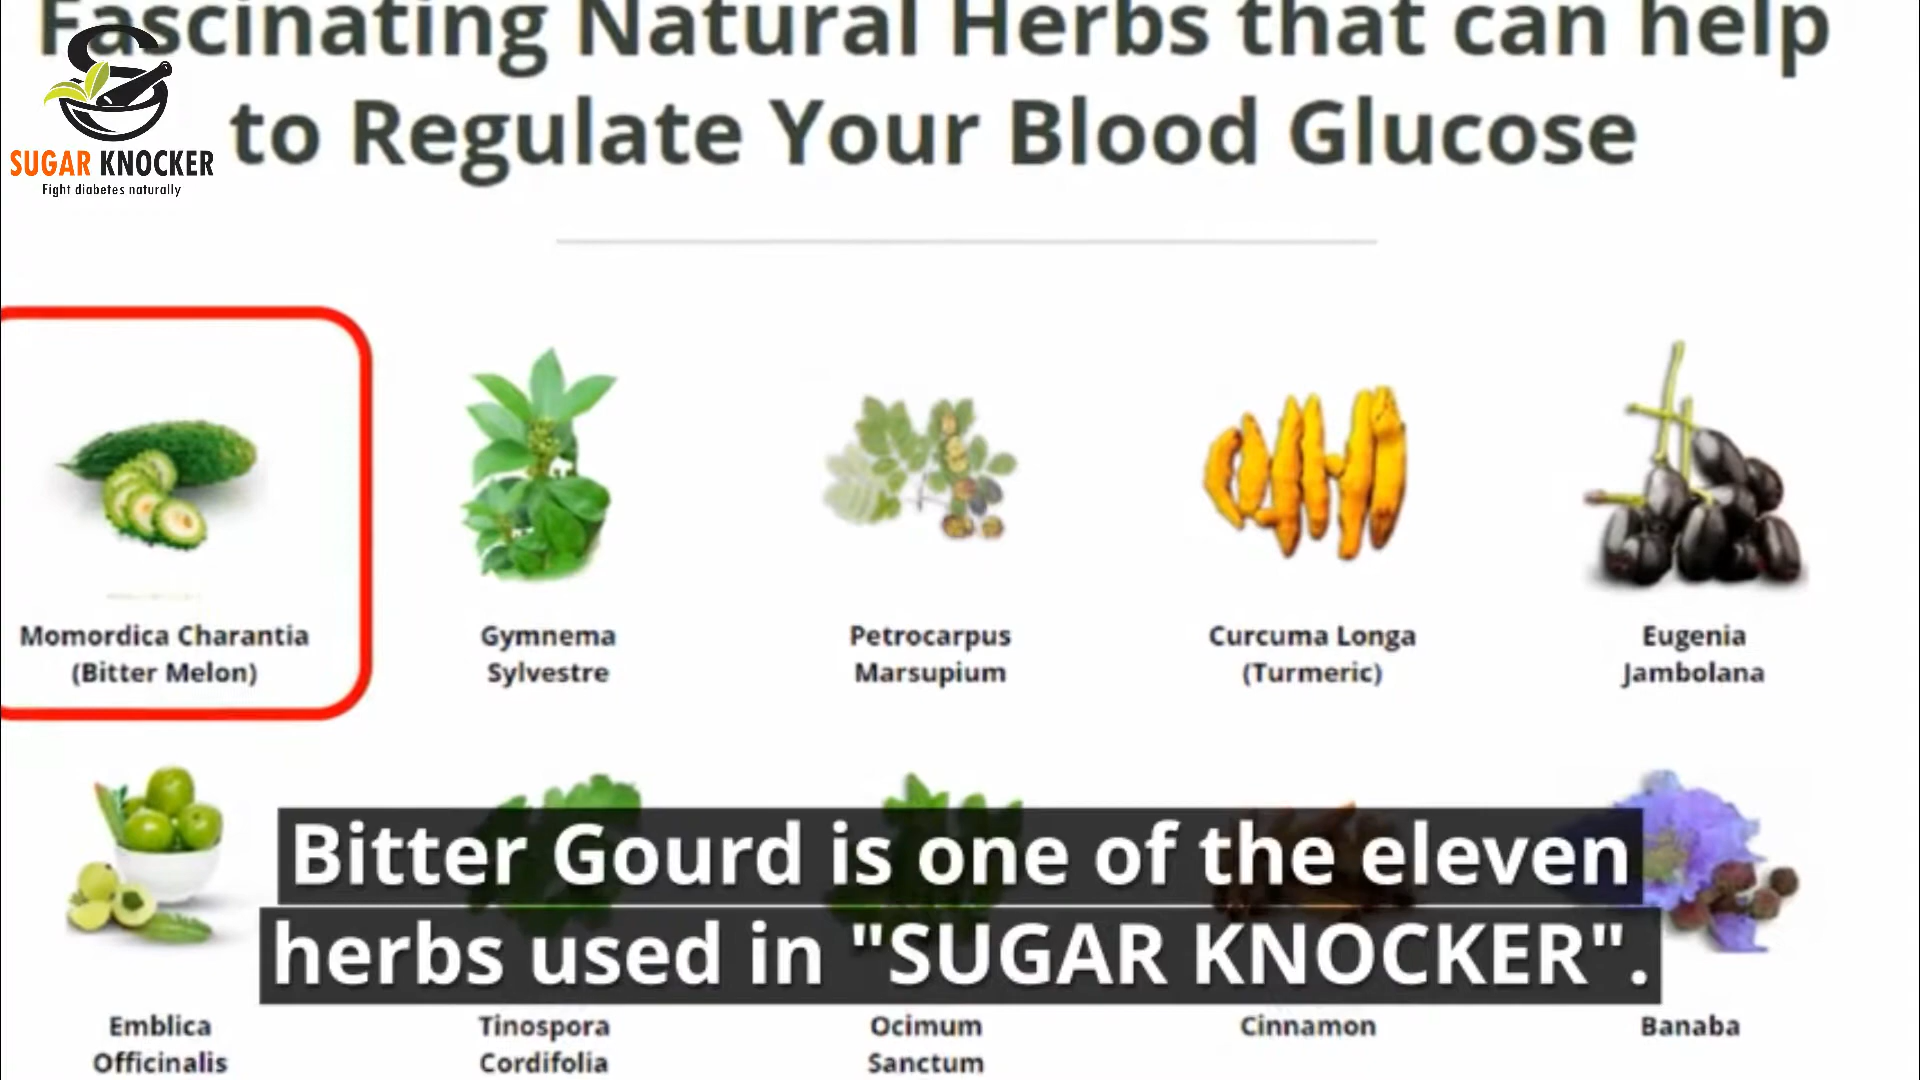 Fascinating Natural Herbs that can help
to Regulate Your Blood Glucose
SUGAR KNOCKER
Fight diabetes naturally
Momordica Charantia
(Bitter Melon)
Gymnema
Sylvestre
Petrocarpus
Marsupium
Curcuma Longa
(Turmeric)
Eugenia
Jambolana
Bitter Gourd is one of the eleven
herbs used in "SUGAR KNOCKER".
Emblica
Officinalis
Tinospora
Cordifolia
Ocimum
Sanctum
Cinnamon
Banaba